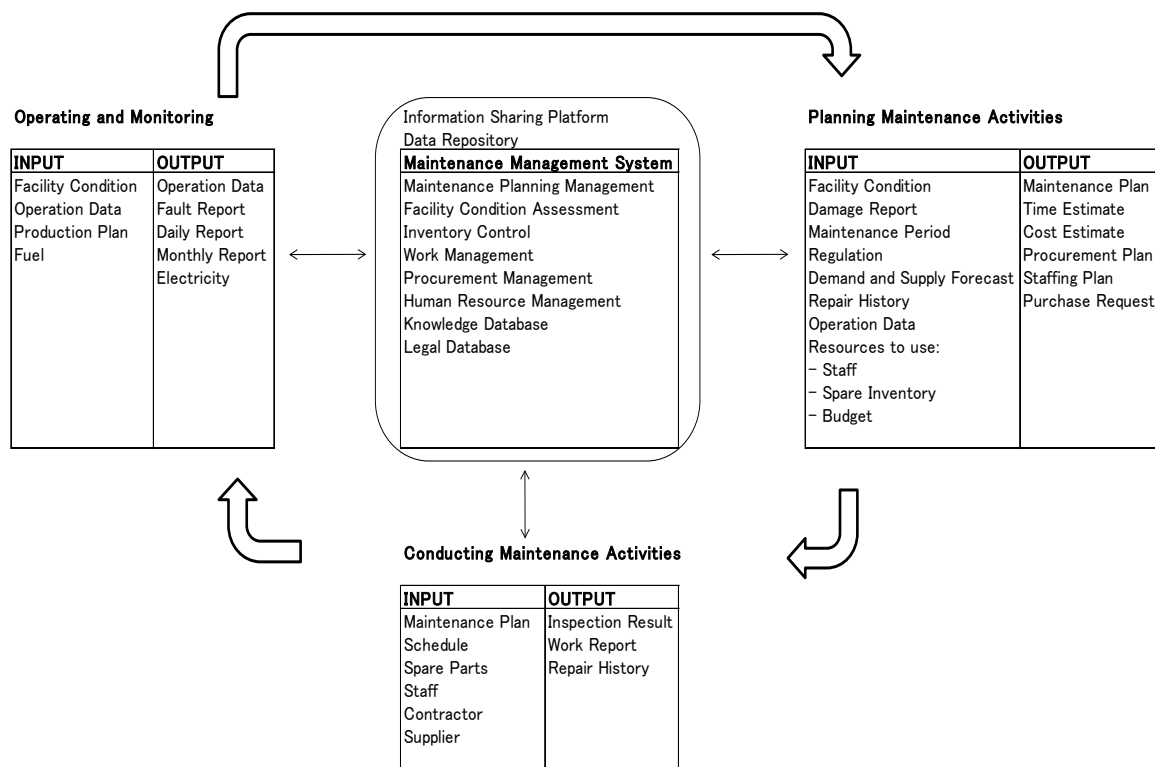 Operating and Monitoring
INPUT OUTPUT
Facility Condition Operation Data
Operation Data Fault Report
Production Plan Daily Report
Fuel Monthly Report
Electricity
Information Sharing Platform
Data Repository
Maintenance Management System
Maintenance Planning Management
Facility Condition Assessment
Inventory Control
Work Management
Procurement Management
Human Resource Management
Knowledge Database
Legal Database
Planning Maintenance Activities
INPUT OUTPUT
Facility Condition Maintenance Plan
Damage Report Time Estimate
Maintenance Period Cost Estimate
Regulation Procurement Plan
Demand and Supply Forecast Staffing Plan
Repair History Purchase Request
Operation Data
Resources to use:
- Staff
- Spare Inventory
- Budget
Conducting Maintenance Activities
INPUT OUTPUT
Maintenance Plan Inspection Result
Schedule Work Report
Spare Parts Repair History
Staff
Contractor
Supplier